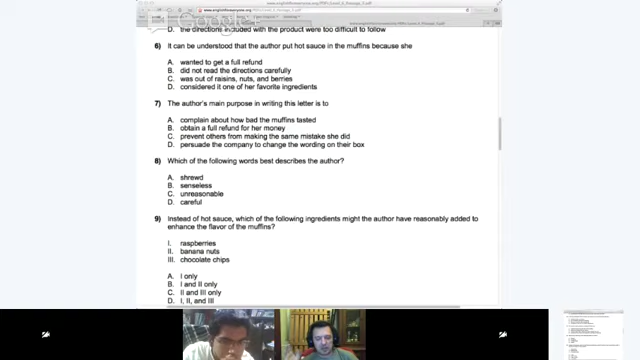 Google+
D. the directions included with the product were too difficult to follow
6) It can be understood that the author put hot sauce in the muffins because she
A. wanted to get a full refund
B. did not read the directions carefully
C. was out of raisins, nuts, and berries
D. considered it one of her favorite ingredients
7) The author's main purpose in writing this letter is to
A. complain about how bad the muffins tasted
B. obtain a full refund for her money
C. prevent others from making the same mistake she did
D. persuade the company to change the wording on their box
8) Which of the following words best describes the author?
A. shrewd
B. senseless
C. unreasonable
D. careful
9) Instead of hot sauce, which of the following ingredients might the author have reasonably added to
enhance the flavor of the muffins?
I. raspberries
II. banana nuts
III. chocolate chips
A. I only
B. I and II only
C. II and III only
D. I, II, and III